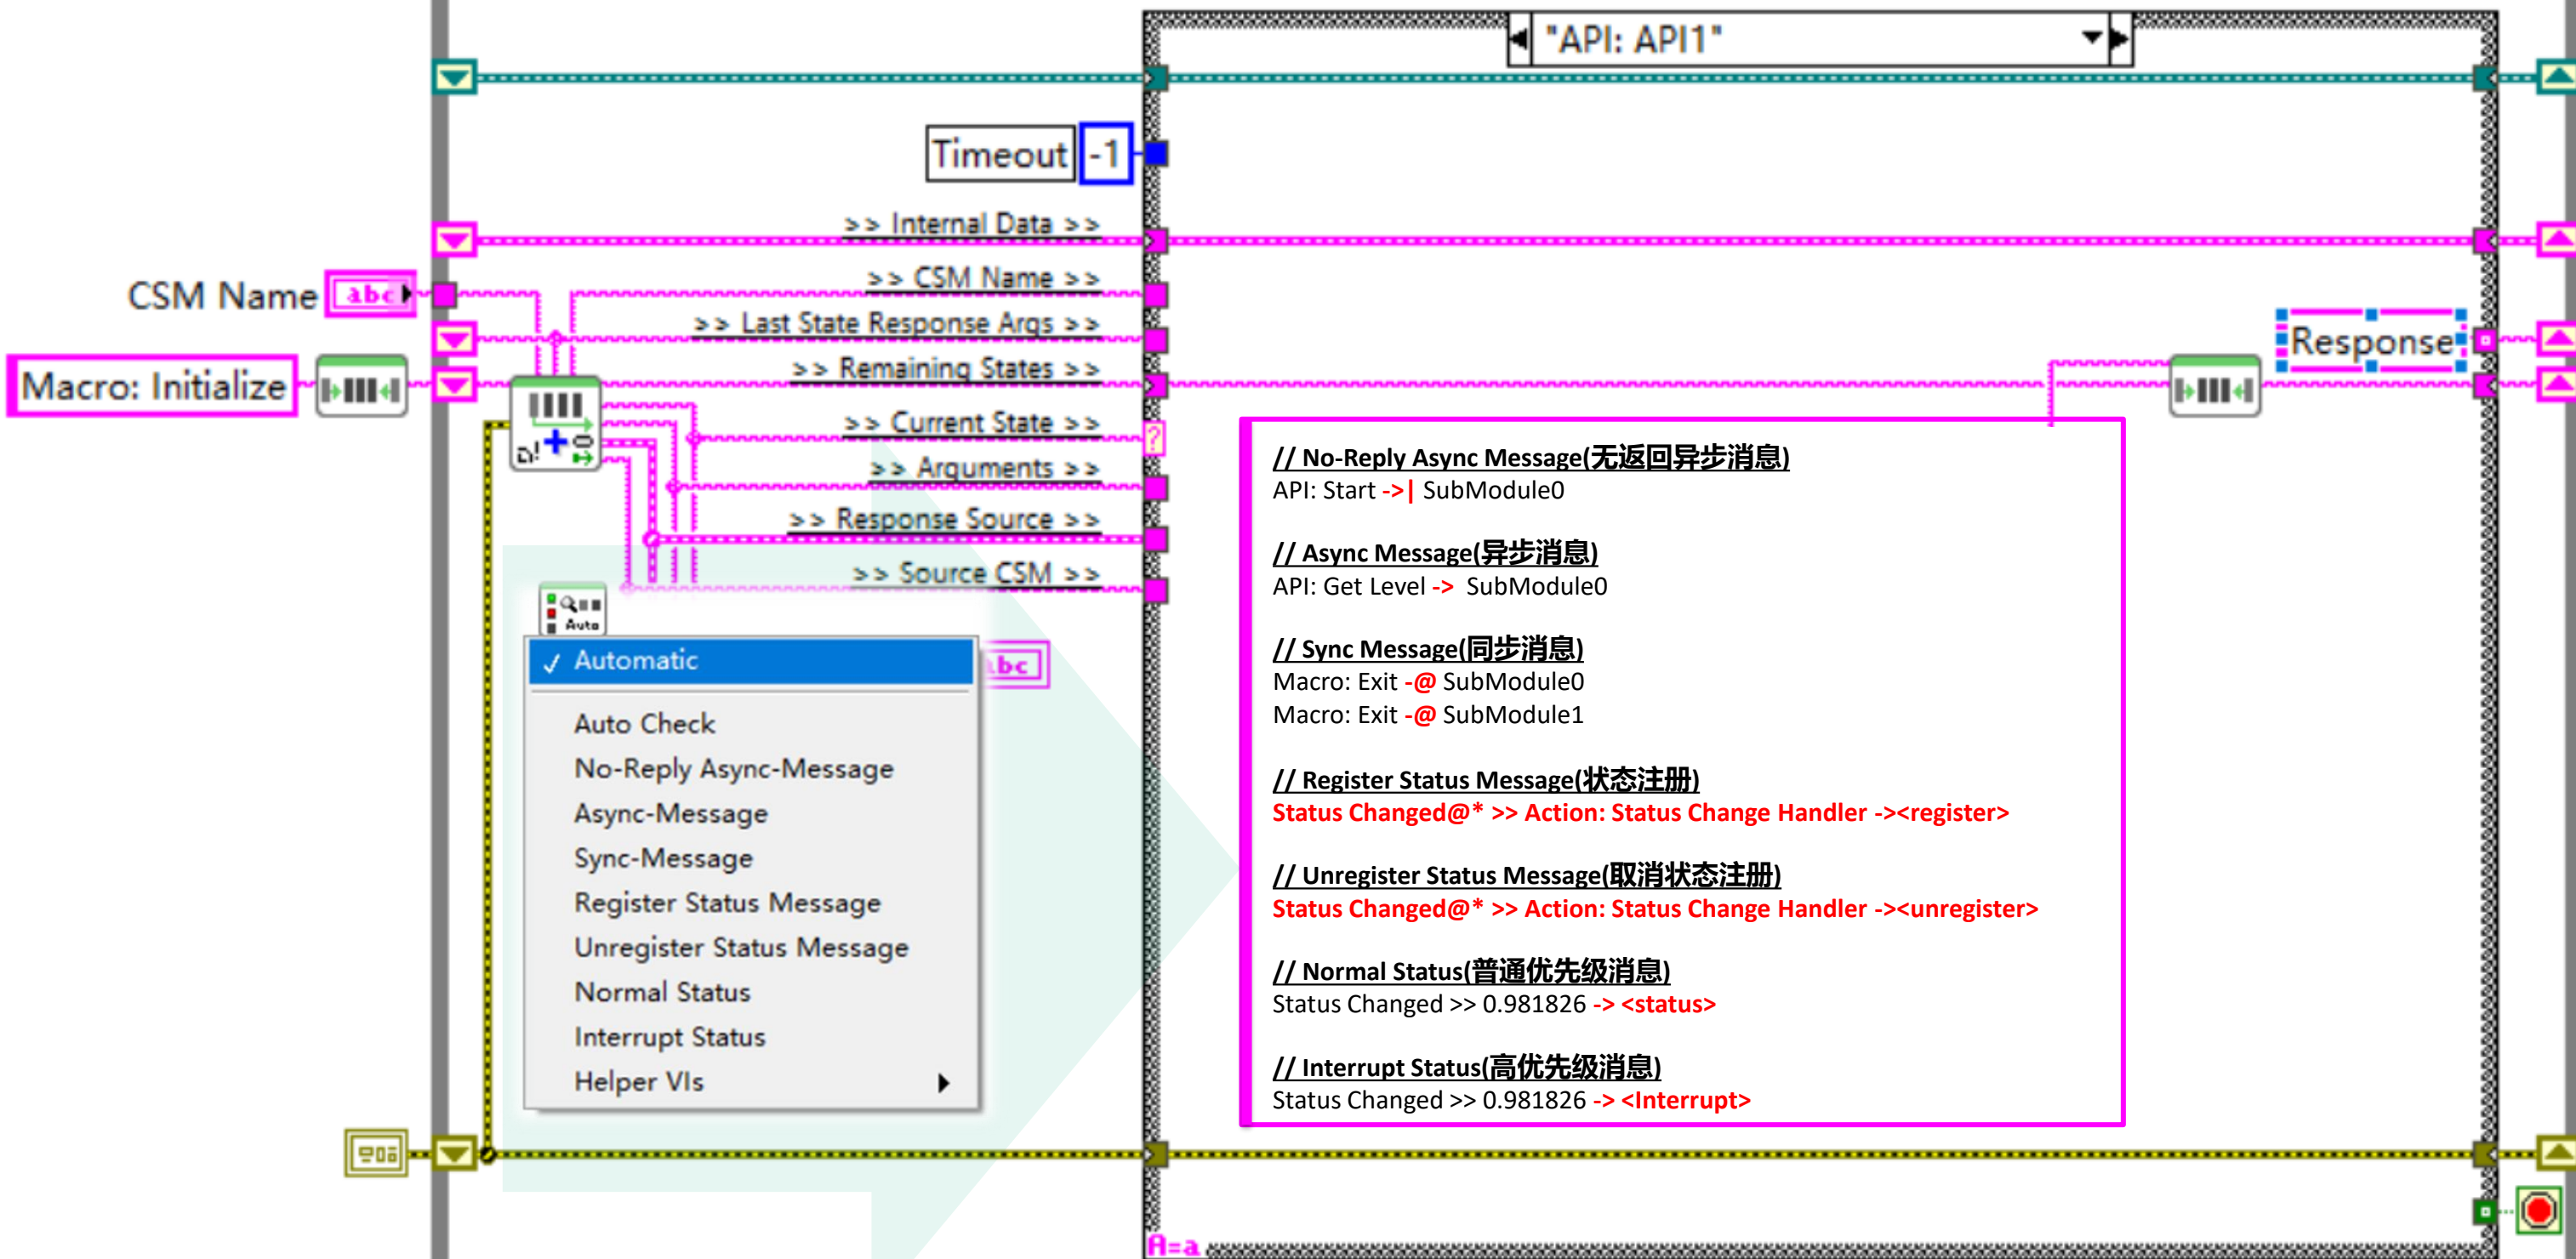 "API: API1"
Timeout -1
>> Internal Data >>
CSM Name abc
>> CSM Name >>
>> Last State Response Args >>
Response
Macro: Initialize
>> Remaining States >>
>> Current State >>
?
>> Arguments >>
>> Response Source >>
>> Source CSM >>
Auto
✓ Automatic
abc
Auto Check
No-Reply Async-Message
Async-Message
Sync-Message
Register Status Message
Unregister Status Message
Normal Status
Interrupt Status
Helper VIs
// No-Reply Async Message(无返回异步消息)
API: Start ->| SubModule0
// Async Message(异步消息)
API: Get Level -> SubModule0
// Sync Message(同步消息)
Macro: Exit -@ SubModule0
Macro: Exit -@ SubModule1
// Register Status Message(状态注册)
Status Changed@* >> Action: Status Change Handler -><register>
// Unregister Status Message(取消状态注册)
Status Changed@* >> Action: Status Change Handler -><unregister>
// Normal Status(普通优先级消息)
Status Changed >> 0.981826 -> <status>
// Interrupt Status(高优先级消息)
Status Changed >> 0.981826 -> <Interrupt>
A=a